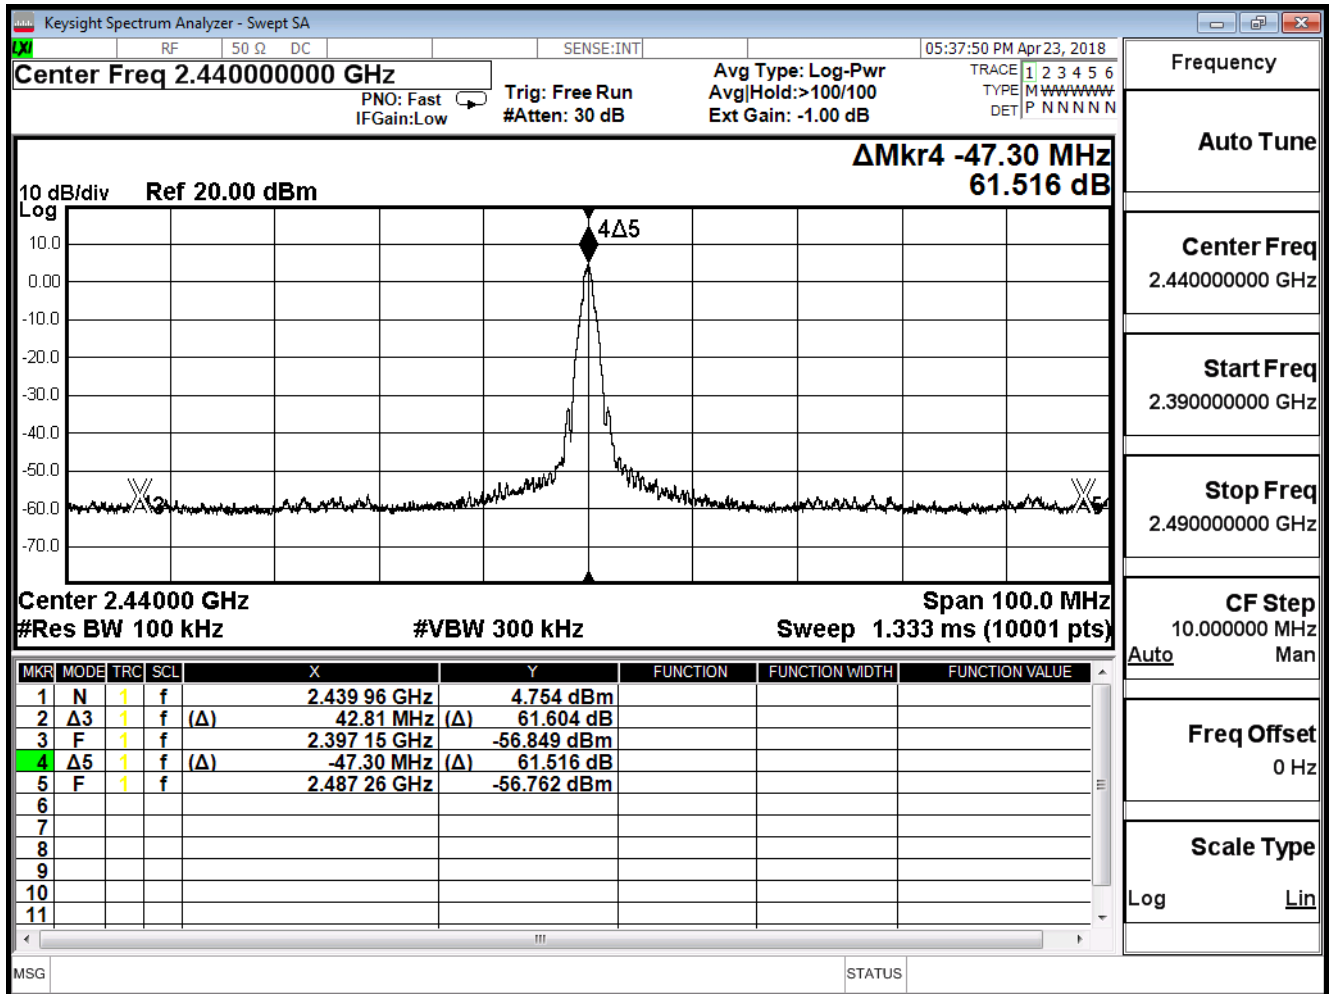 Keysight Spectrum Analyzer - Swept SA
LXI RF 50 Ω DC SENSE:INT 05:37:50 PM Apr 23, 2018
Center Freq 2.440000000 GHz
PNO: Fast
IFGain:Low
Trig: Free Run
#Atten: 30 dB
Avg Type: Log-Pwr
Avg|Hold:>100/100
Ext Gain: -1.00 dB
TRACE 1 2 3 4 5 6
TYPE M W W W W W
DET P N N N N N
ΔMkr4 -47.30 MHz
61.516 dB
10 dB/div Ref 20.00 dBm
Log
4Δ5
10.0
0.00
-10.0
-20.0
-30.0
-40.0
-50.0
-60.0
-70.0
Center 2.44000 GHz Span 100.0 MHz
#Res BW 100 kHz #VBW 300 kHz Sweep 1.333 ms (10001 pts)
MKR MODE TRC SCL X Y FUNCTION FUNCTION WIDTH FUNCTION VALUE
1 N 1 f 2.439 96 GHz 4.754 dBm
2 Δ3 1 f (Δ) 42.81 MHz (Δ) 61.604 dB
3 F 1 f 2.397 15 GHz -56.849 dBm
4 Δ5 1 f (Δ) -47.30 MHz (Δ) 61.516 dB
5 F 1 f 2.487 26 GHz -56.762 dBm
6
7
8
9
10
11
MSG STATUS
Frequency
Auto Tune
Center Freq
2.440000000 GHz
Start Freq
2.390000000 GHz
Stop Freq
2.490000000 GHz
CF Step
10.000000 MHz
Auto Man
Freq Offset
0 Hz
Scale Type
Log Lin